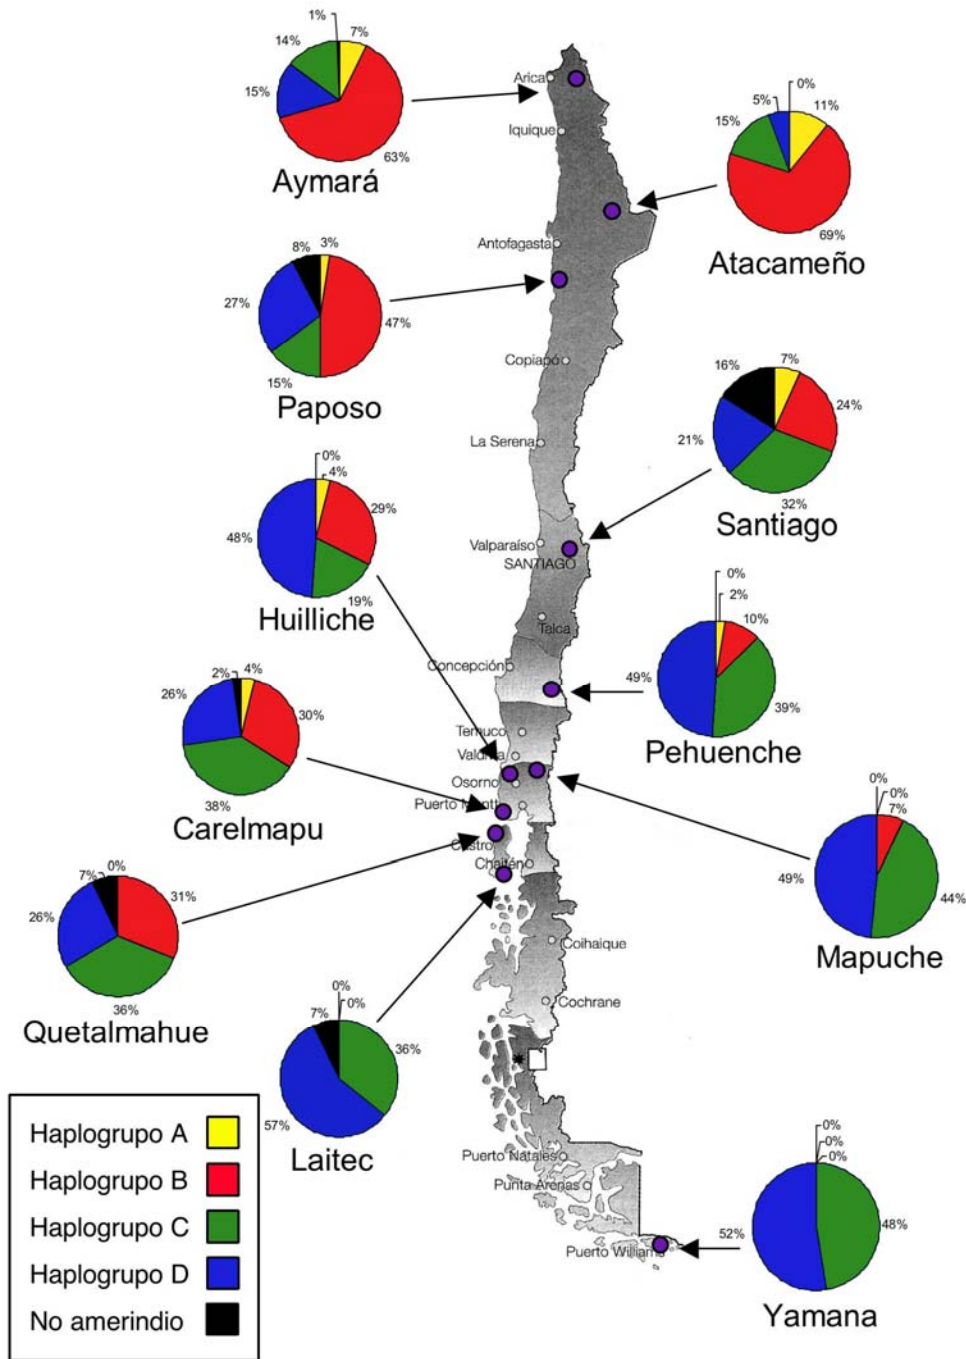 1%
7%
14%
15%
63%
Aymará
0%
5%
11%
15%
69%
Atacameño
3%
8%
27%
47%
15%
Paposo
7%
16%
24%
21%
32%
Santiago
0%
4%
29%
48%
19%
Huilliche
0%
2%
10%
49%
39%
Pehuenche
2%
4%
26%
30%
38%
Carelmapu
0%
0%
7%
49%
44%
Mapuche
0%
7%
31%
26%
36%
Quetalmahue
0%
0%
7%
36%
57%
Laitec
0%
0%
0%
52%
48%
Yamana
Arica
Iquique
Antofagasta
Copiapó
La Serena
Valparaíso
SANTIAGO
Talca
Concepción
Temuco
Valdivia
Osorno
Puerto Montt
Castro
Chaitén
Coihaique
Cochrane
Puerto Natales
Punta Arenas
Puerto Williams
Haplogrupo A
Haplogrupo B
Haplogrupo C
Haplogrupo D
No amerindio